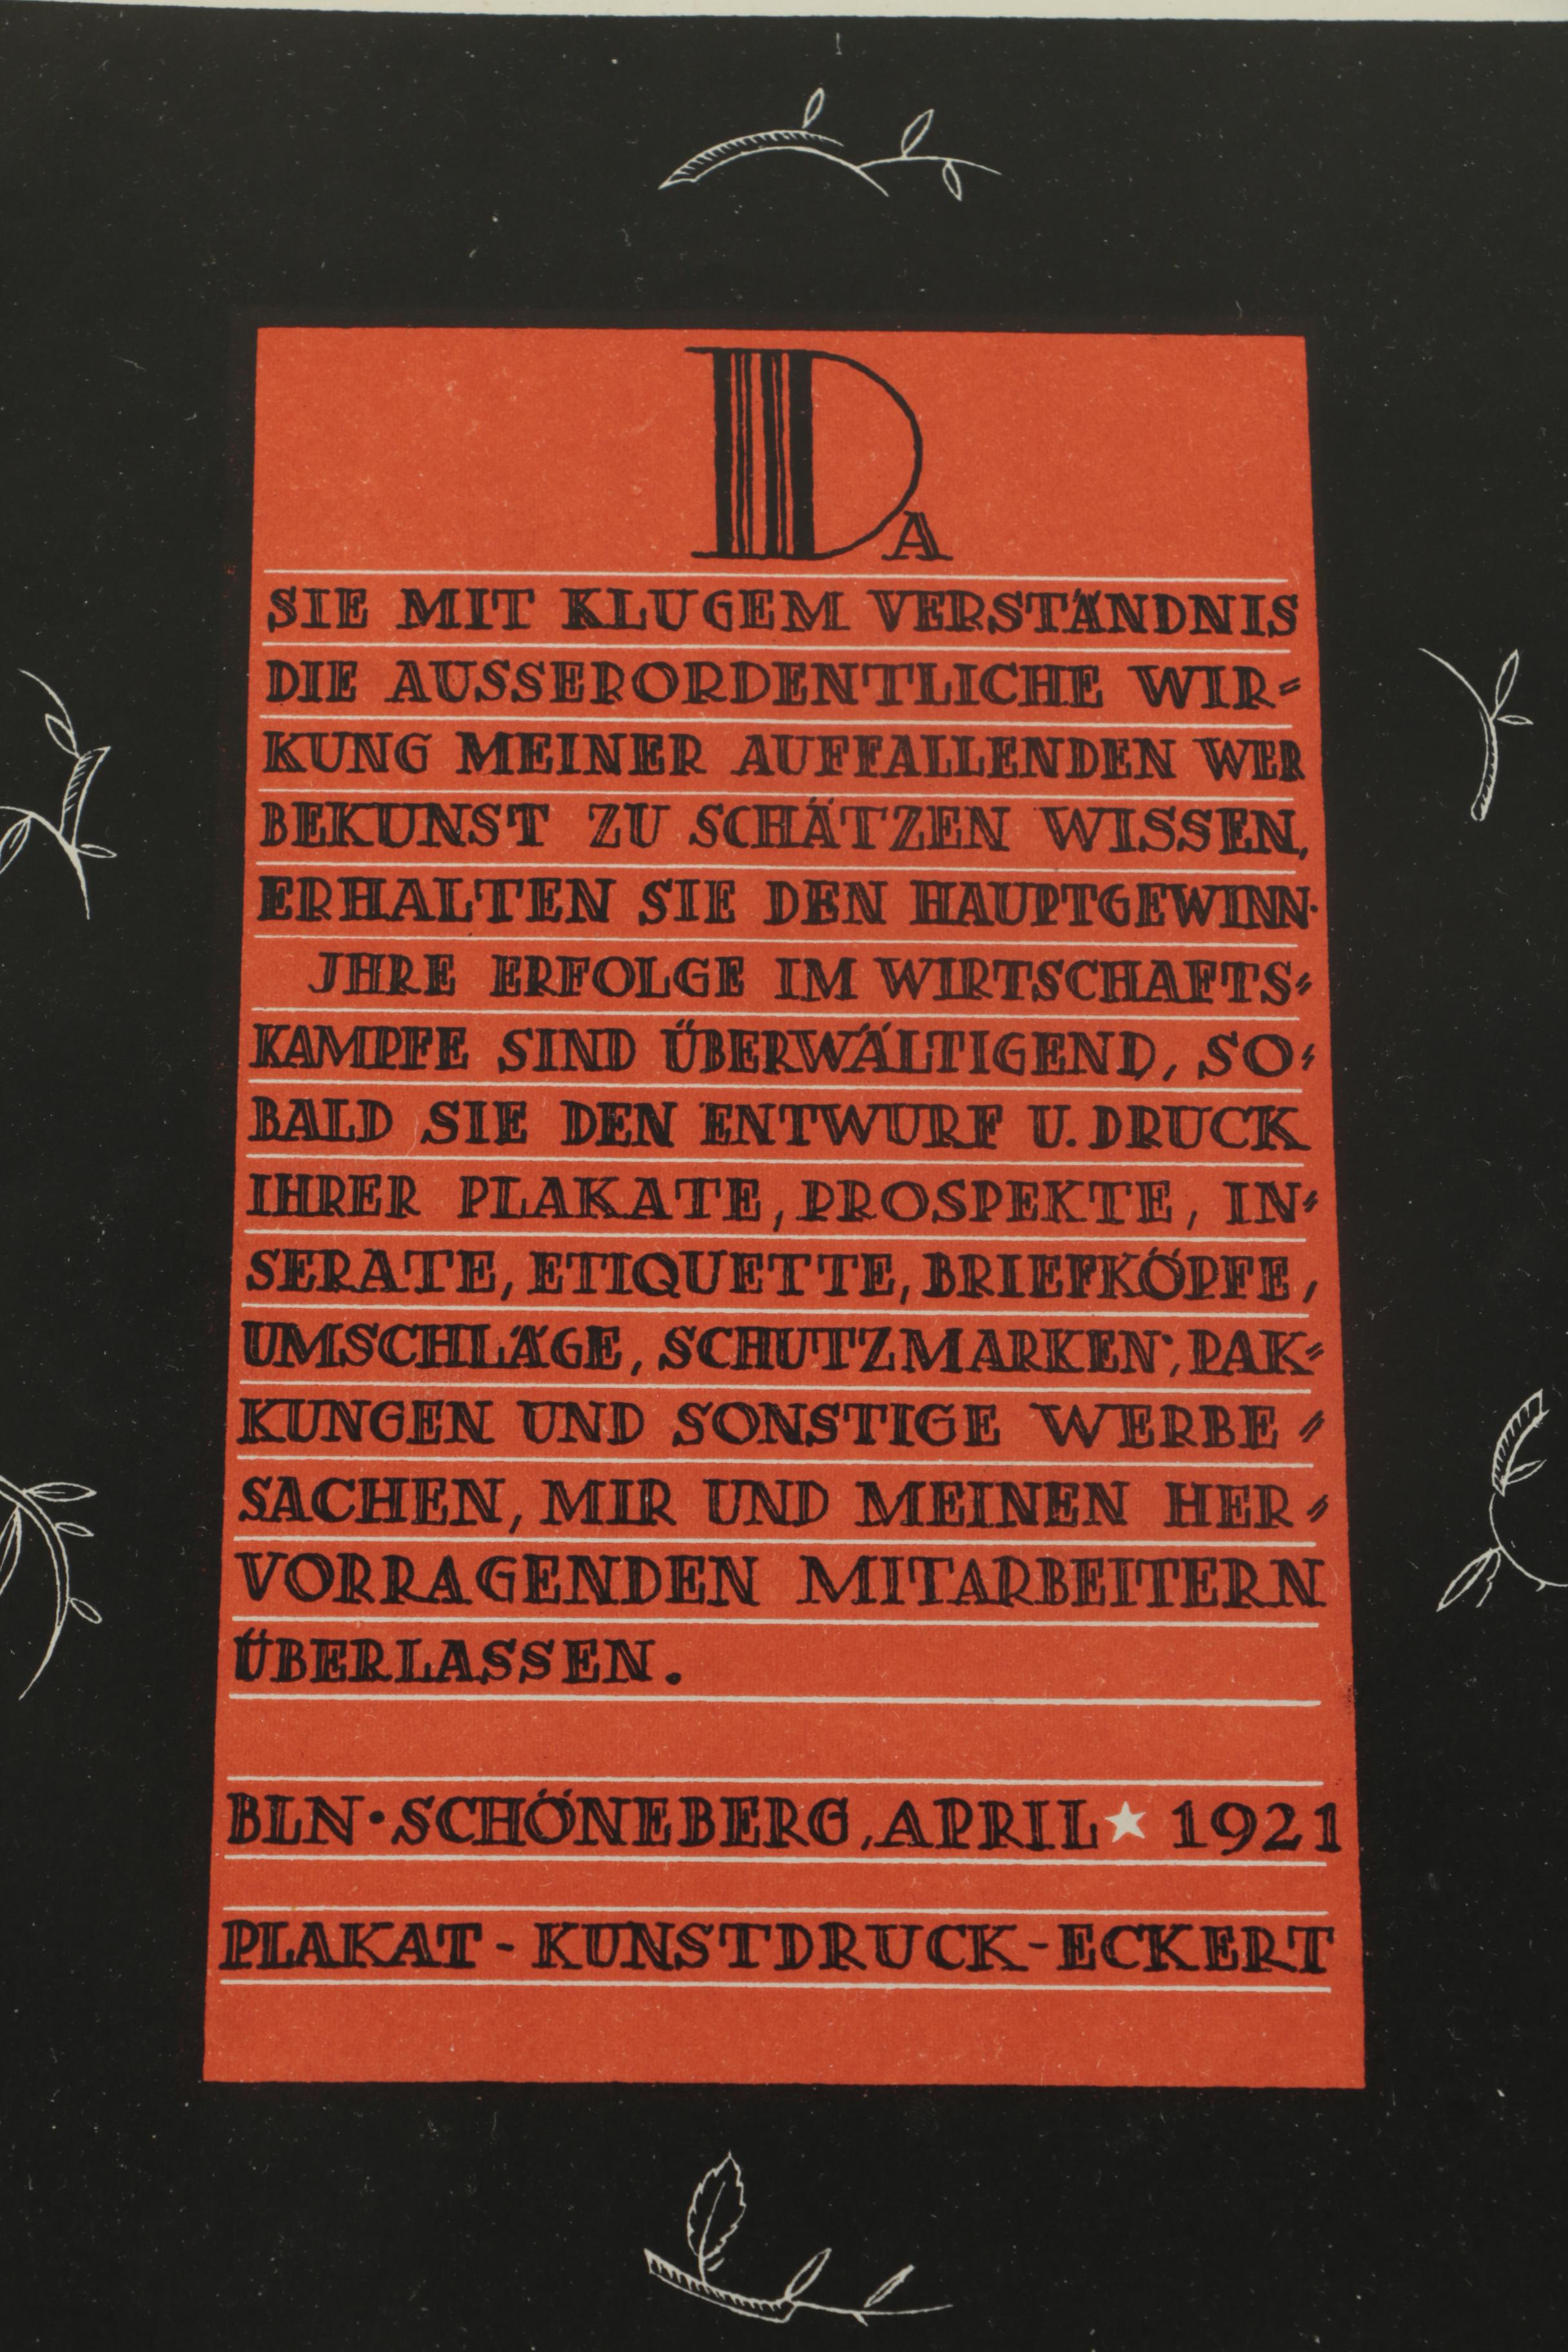 DA
SIE MIT KLUGEM VERSTÄNDNIS
DIE AUSSERORDENTLICHE WIR=
KUNG MEINER AUFFALLENDEN WER
BEKUNST ZU SCHÄTZEN WISSEN,
ERHALTEN SIE DEN HAUPTGEWINN.
JHRE ERFOLGE IM WIRTSCHAFTS=
KAMPFE SIND ÜBERWÄLTIGEND, SO=
BALD SIE DEN ENTWURF U. DRUCK
IHRER PLAKATE, PROSPEKTE, IN=
SERATE, ETIQUETTE, BRIEFKÖPFE,
UMSCHLÄGE, SCHUTZMARKEN, PAK=
KUNGEN UND SONSTIGE WERBE=
SACHEN, MIR UND MEINEN HER=
VORRAGENDEN MITARBEITERN
ÜBERLASSEN.
BLN·SCHÖNEBERG, APRIL ★ 1921
PLAKAT-KUNSTDRUCK-ECKERT